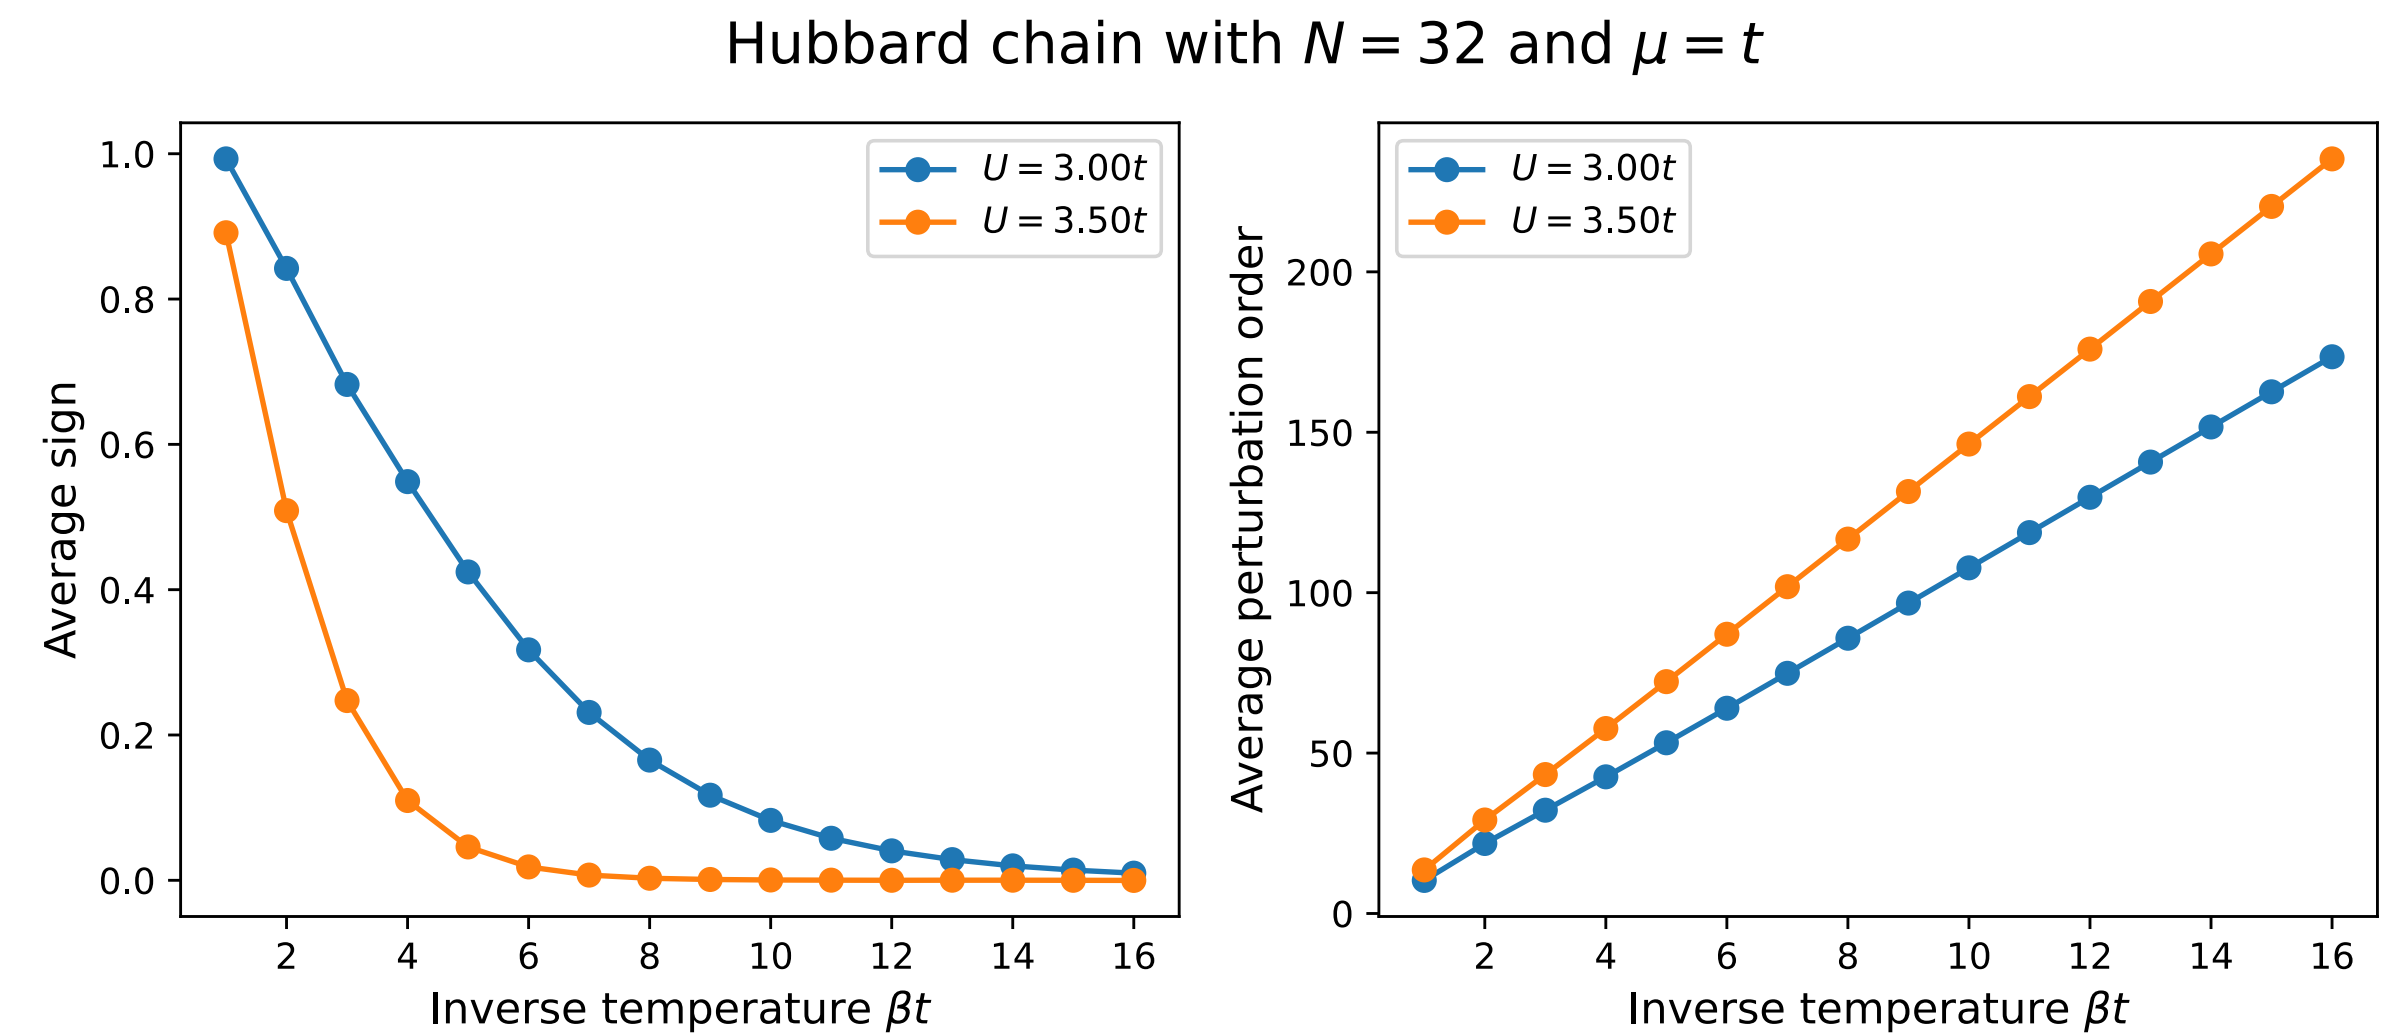 Hubbard chain with N = 32 and μ = t
Average sign
1.0
0.8
0.6
0.4
0.2
0.0
U = 3.00t
U = 3.50t
2 4 6 8 10 12 14 16
Inverse temperature βt
Average perturbation order
200
150
100
50
0
U = 3.00t
U = 3.50t
2 4 6 8 10 12 14 16
Inverse temperature βt